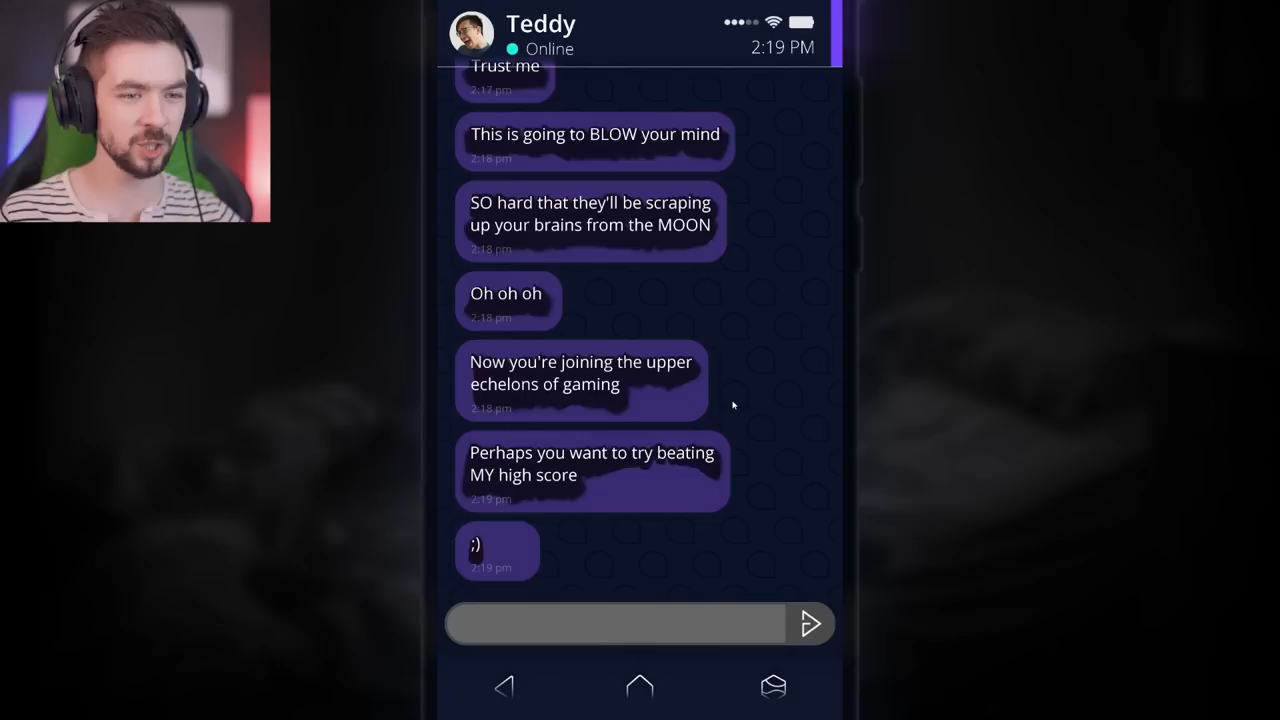 Teddy
Online
2:19 PM
Trust me
2:17 pm
This is going to BLOW your mind
2:18 pm
SO hard that they'll be scraping
up your brains from the MOON
2:18 pm
Oh oh oh
2:18 pm
Now you're joining the upper
echelons of gaming
2:18 pm
Perhaps you want to try beating
MY high score
2:19 pm
;)
2:19 pm